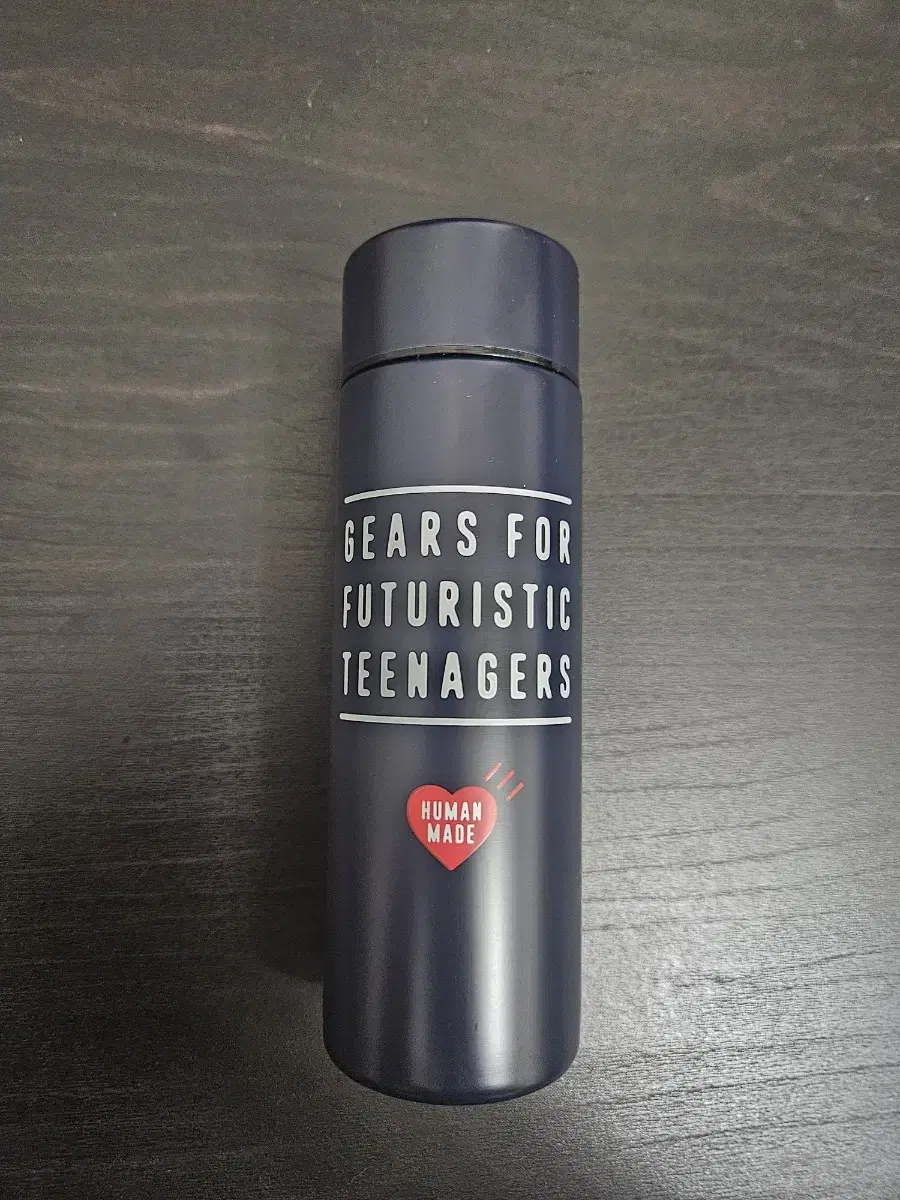 GEARS FOR
FUTURISTIC
TEENAGERS
HUMAN
MADE